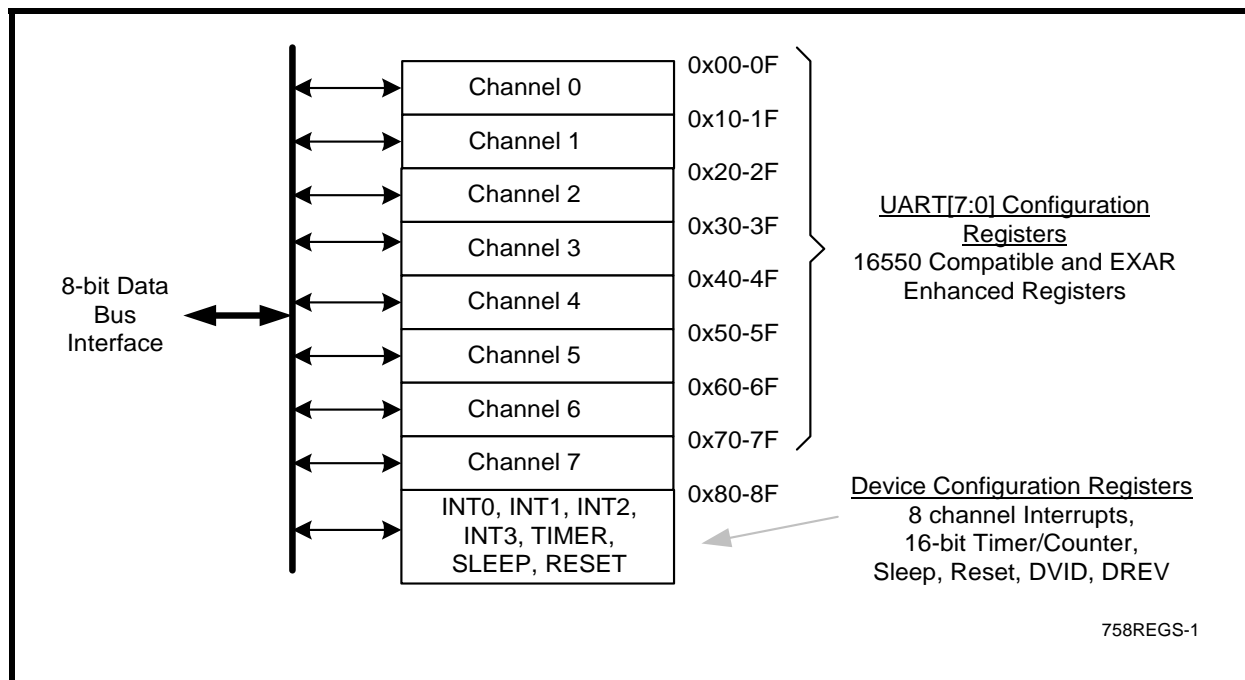 8-bit Data
Bus
Interface
Channel 0
0x00-0F
Channel 1
0x10-1F
Channel 2
0x20-2F
Channel 3
0x30-3F
Channel 4
0x40-4F
Channel 5
0x50-5F
Channel 6
0x60-6F
Channel 7
0x70-7F
INT0, INT1, INT2,
INT3, TIMER,
SLEEP, RESET
0x80-8F
UART[7:0] Configuration
Registers
16550 Compatible and EXAR
Enhanced Registers
Device Configuration Registers
8 channel Interrupts,
16-bit Timer/Counter,
Sleep, Reset, DVID, DREV
758REGS-1